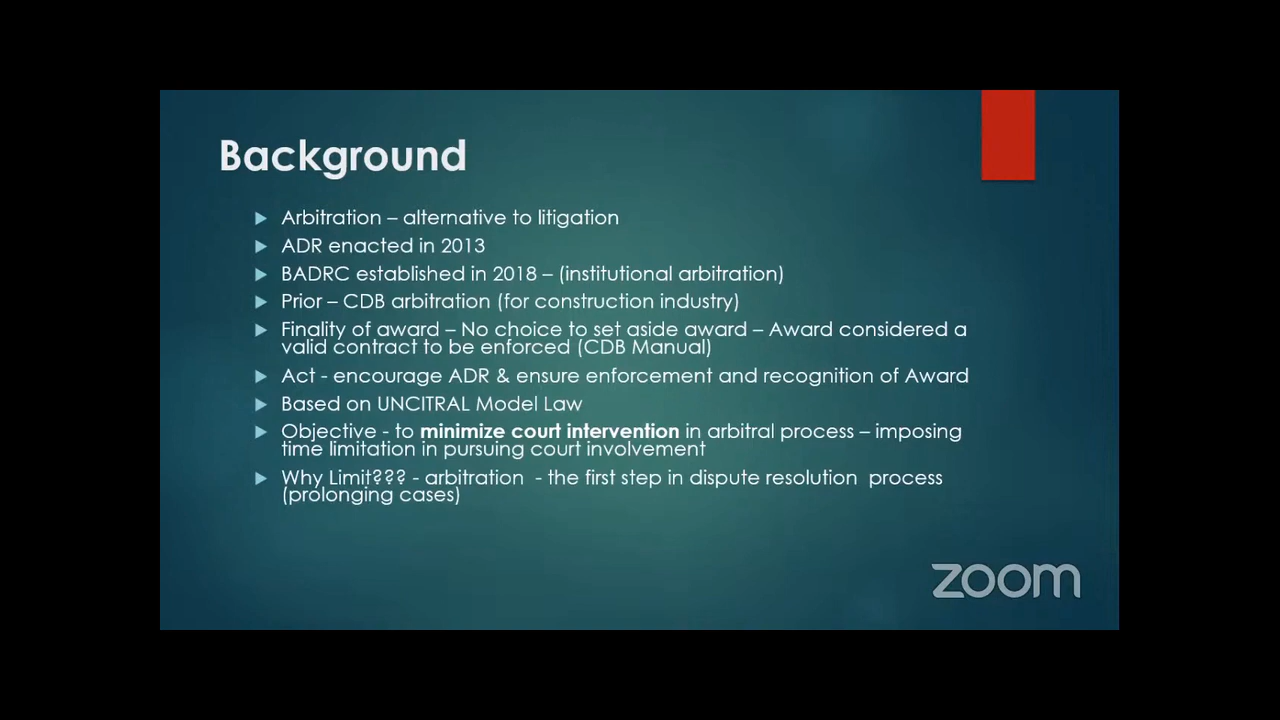 Background
Arbitration – alternative to litigation
ADR enacted in 2013
BADRC established in 2018 – (institutional arbitration)
Prior – CDB arbitration (for construction industry)
Finality of award – No choice to set aside award – Award considered a
valid contract to be enforced (CDB Manual)
Act - encourage ADR & ensure enforcement and recognition of Award
Based on UNCITRAL Model Law
Objective - to minimize court intervention in arbitral process – imposing
time limitation in pursuing court involvement
Why Limit??? - arbitration  - the first step in dispute resolution  process
(prolonging cases)
zoom